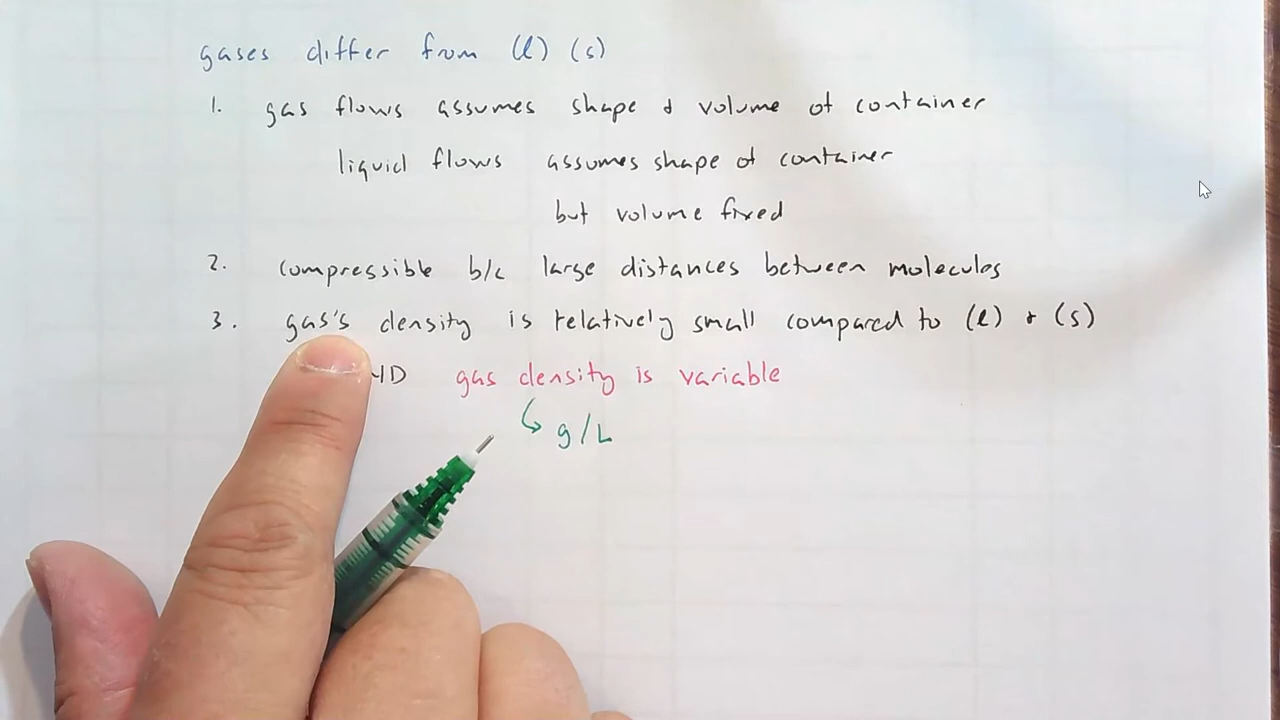 gases differ from (l) (s)
1. gas flows assumes shape & volume of container
liquid flows assumes shape of container
but volume fixed
2. compressible b/c large distances between molecules
3. gas's density is relatively small compared to (l) & (s)
gas density is variable
↳ g/L